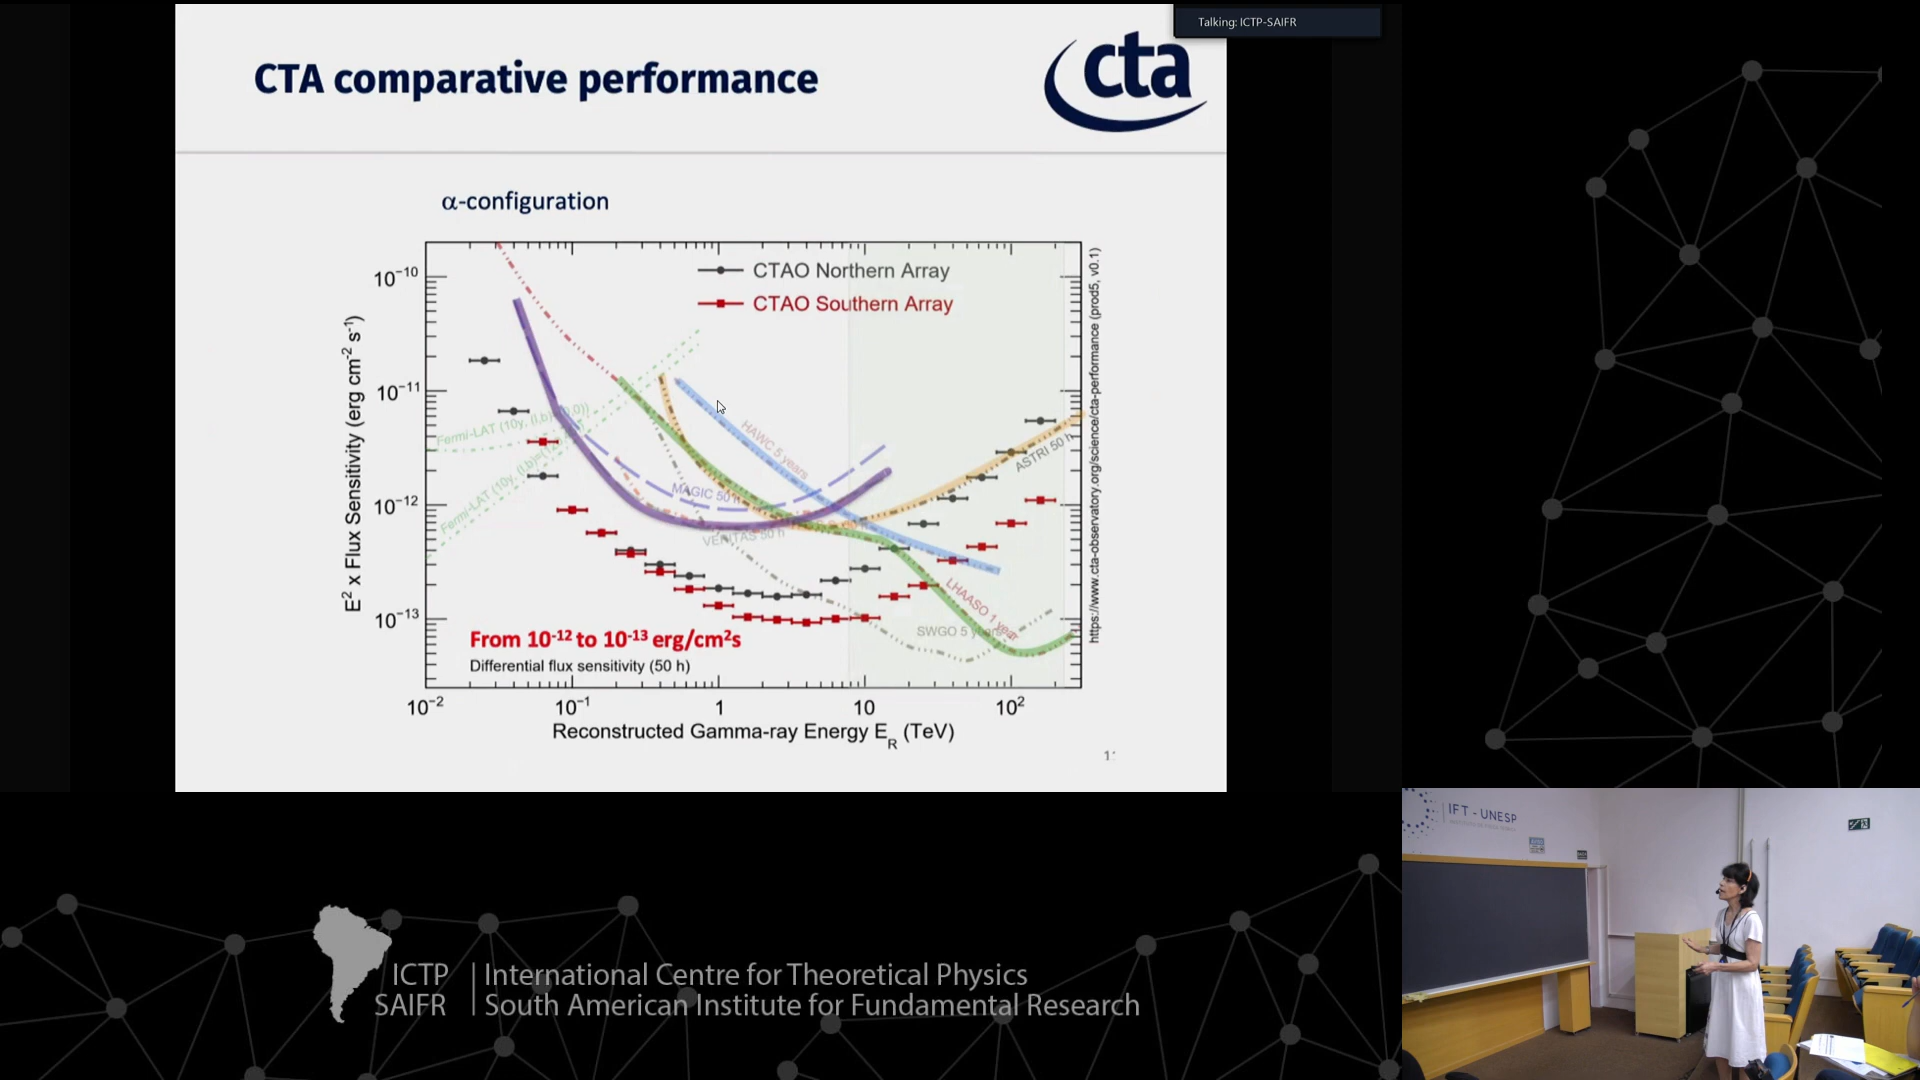 Talking: ICTP-SAIFR
CTA comparative performance
cta
α-configuration
CTAO Northern Array
CTAO Southern Array
10-10
10-11
10-12
10-13
E2 x Flux Sensitivity (erg cm-2 s-1)
Fermi-LAT (10y, (l,b)=(0,0))
Fermi-LAT (10y, (l,b)=(
HAWC 5 years
MAGIC 50 h
VERITAS 50 h
ASTRI 50 h
LHAASO 1 year
SWGO 5 years
https://www.cta-observatory.org/science/cta-performance (prod5, v0.1)
From 10-12 to 10-13 erg/cm2s
Differential flux sensitivity (50 h)
10-2
10-1
1
10
102
Reconstructed Gamma-ray Energy ER (TeV)
IFT - UNESP
ICTP
SAIFR
International Centre for Theoretical Physics
South American Institute for Fundamental Research